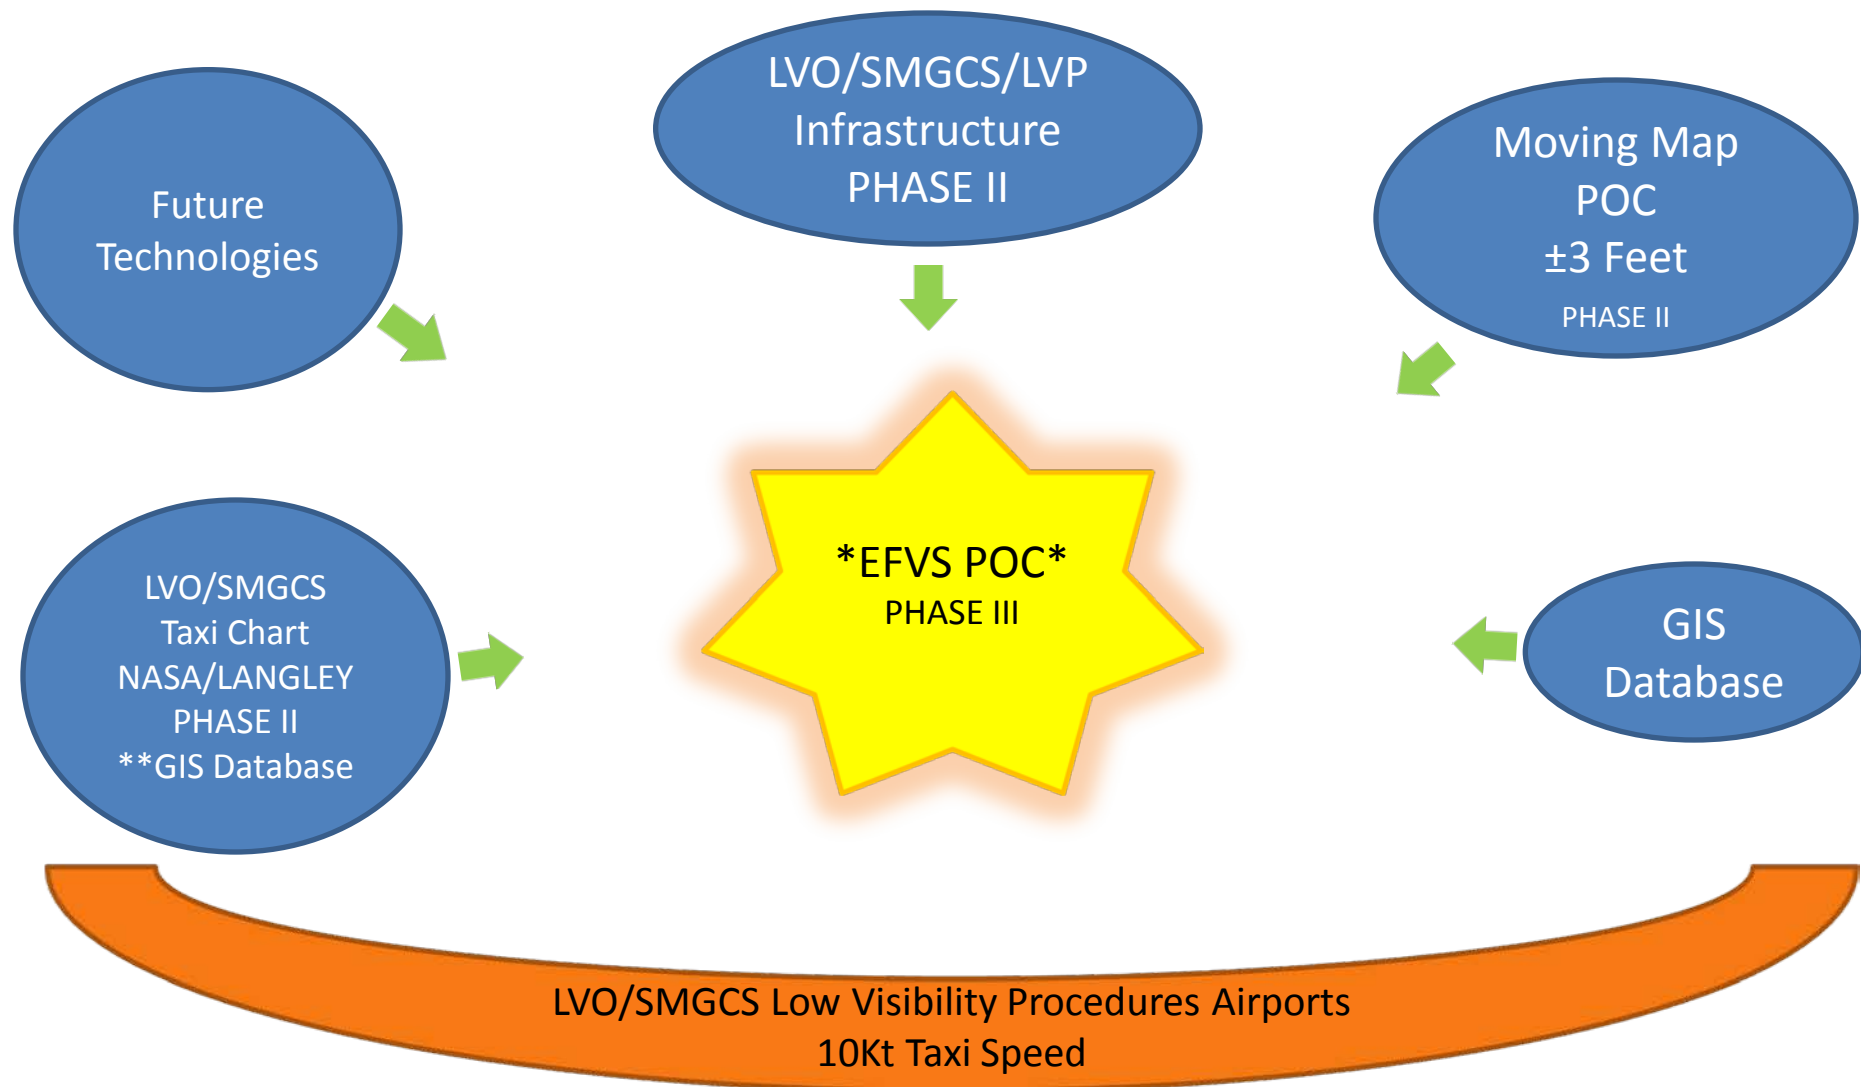 LVO/SMGCS/LVP
Infrastructure
PHASE II
Future
Technologies
Moving Map
POC
±3 Feet
PHASE II
*EFVS POC*
PHASE III
LVO/SMGCS
Taxi Chart
NASA/LANGLEY
PHASE II
**GIS Database
GIS
Database
LVO/SMGCS Low Visibility Procedures Airports
10Kt Taxi Speed